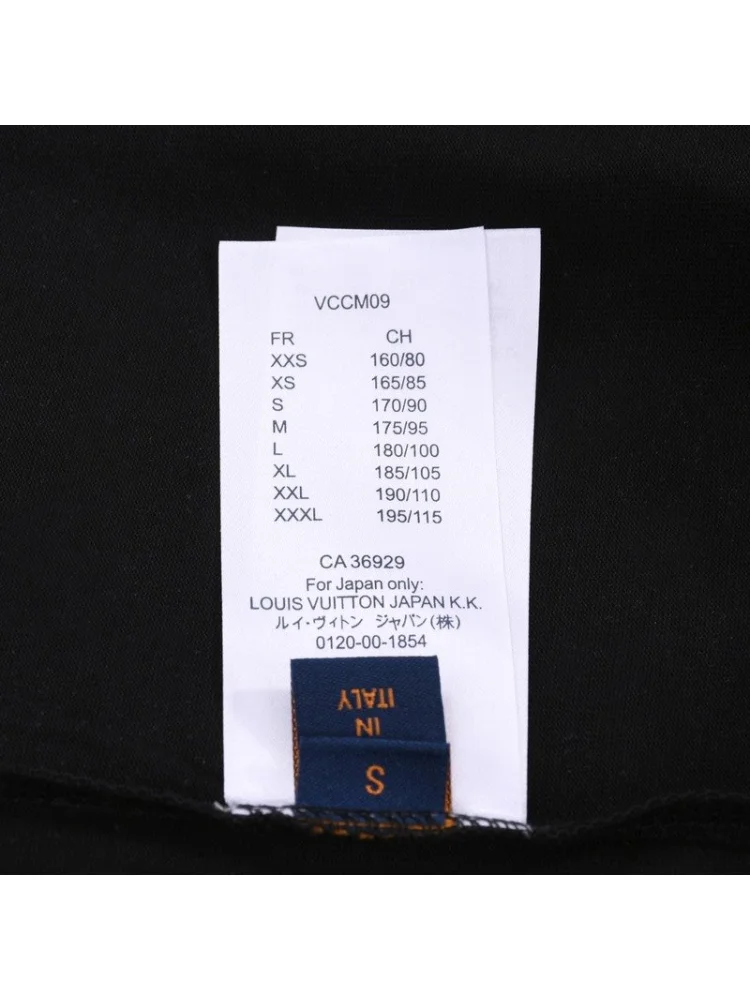 VCCM09
FR CH
XXS 160/80
XS 165/85
S 170/90
M 175/95
L 180/100
XL 185/105
XXL 190/110
XXXL 195/115
CA 36929
For Japan only:
LOUIS VUITTON JAPAN K.K.
ルイ・ヴィトン ジャパン(株)
0120-00-1854
IN
ITALY
S